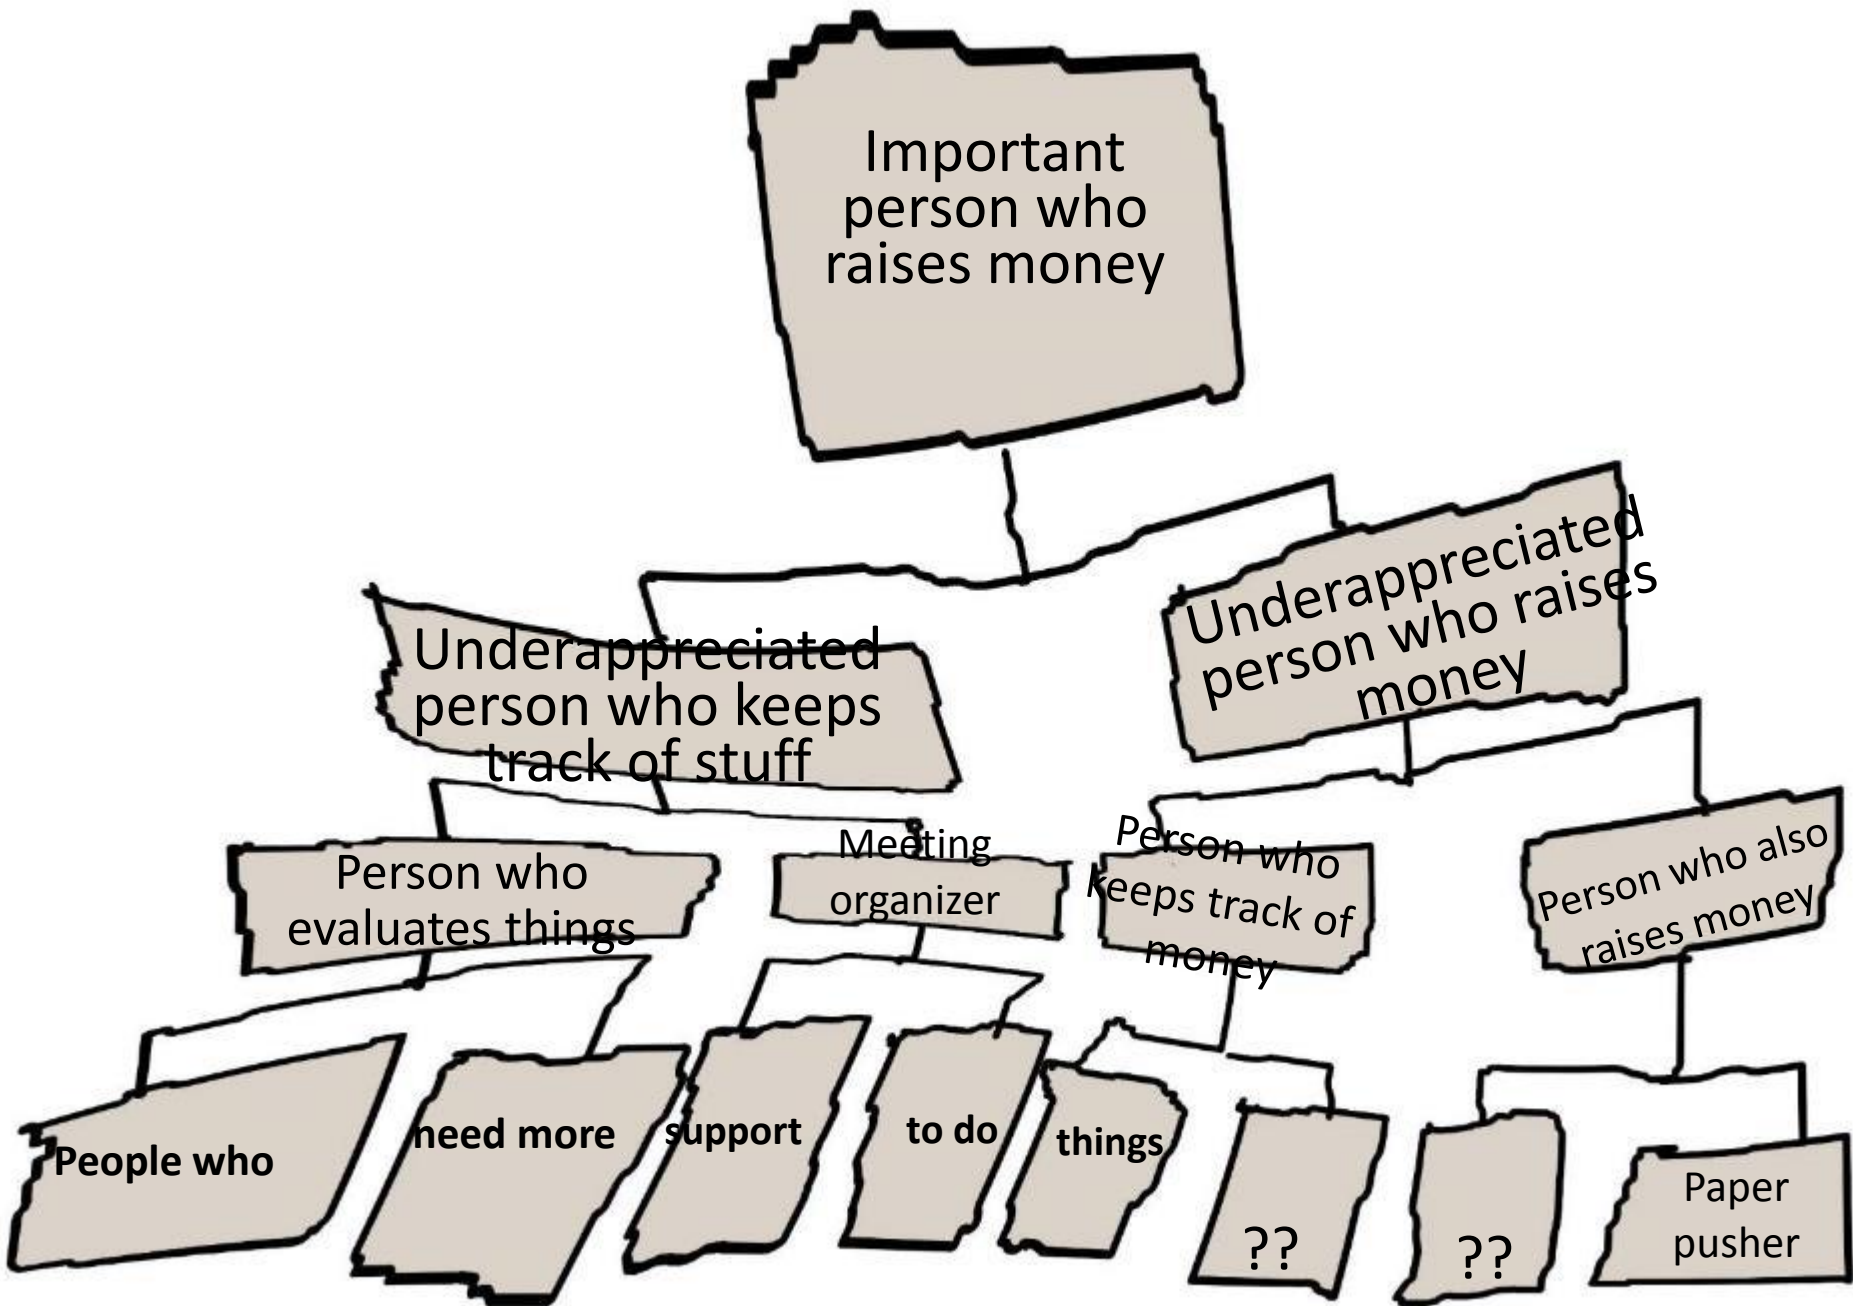 Important
person who
raises money
Underappreciated
person who keeps
track of stuff
Underappreciated
person who raises
money
Person who
evaluates things
Meeting
organizer
Person who
keeps track of
money
Person who also
raises money
People who
need more
support
to do
things
??
??
Paper
pusher